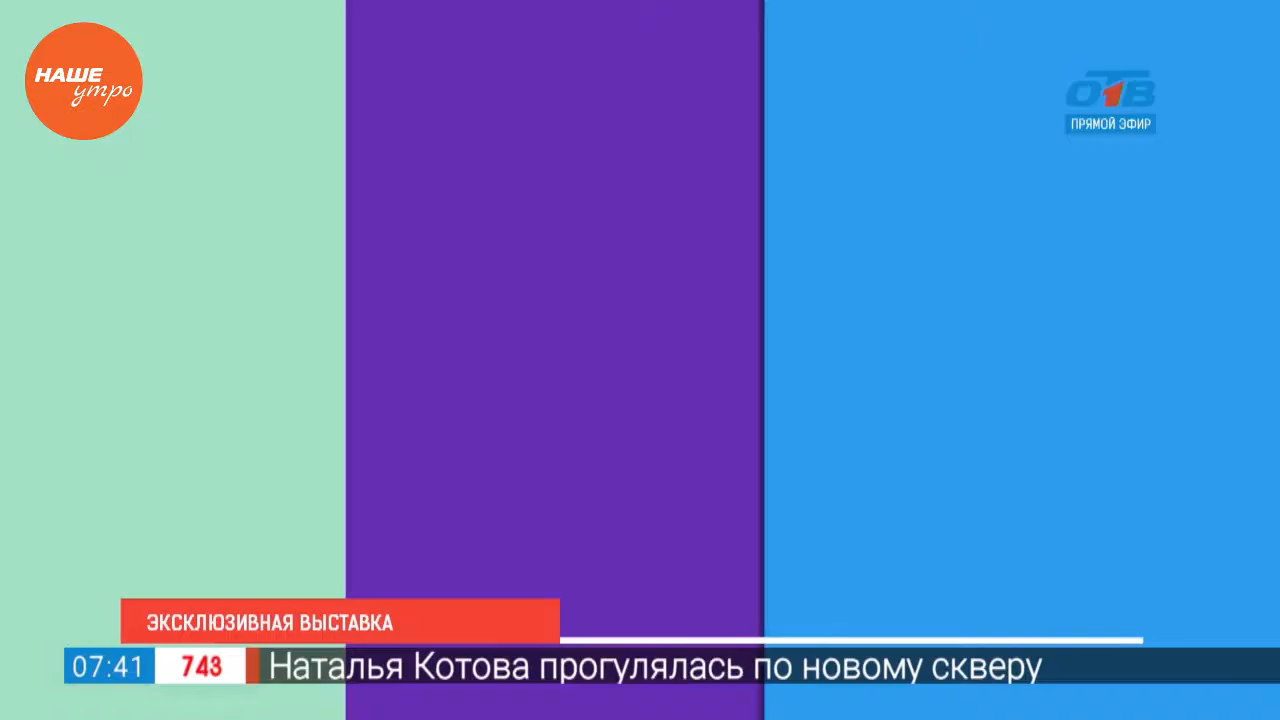 НАШЕ
утро
ОТВ
ПРЯМОЙ ЭФИР
ЭКСКЛЮЗИВНАЯ ВЫСТАВКА
07:41 743 Наталья Котова прогулялась по новому скверу